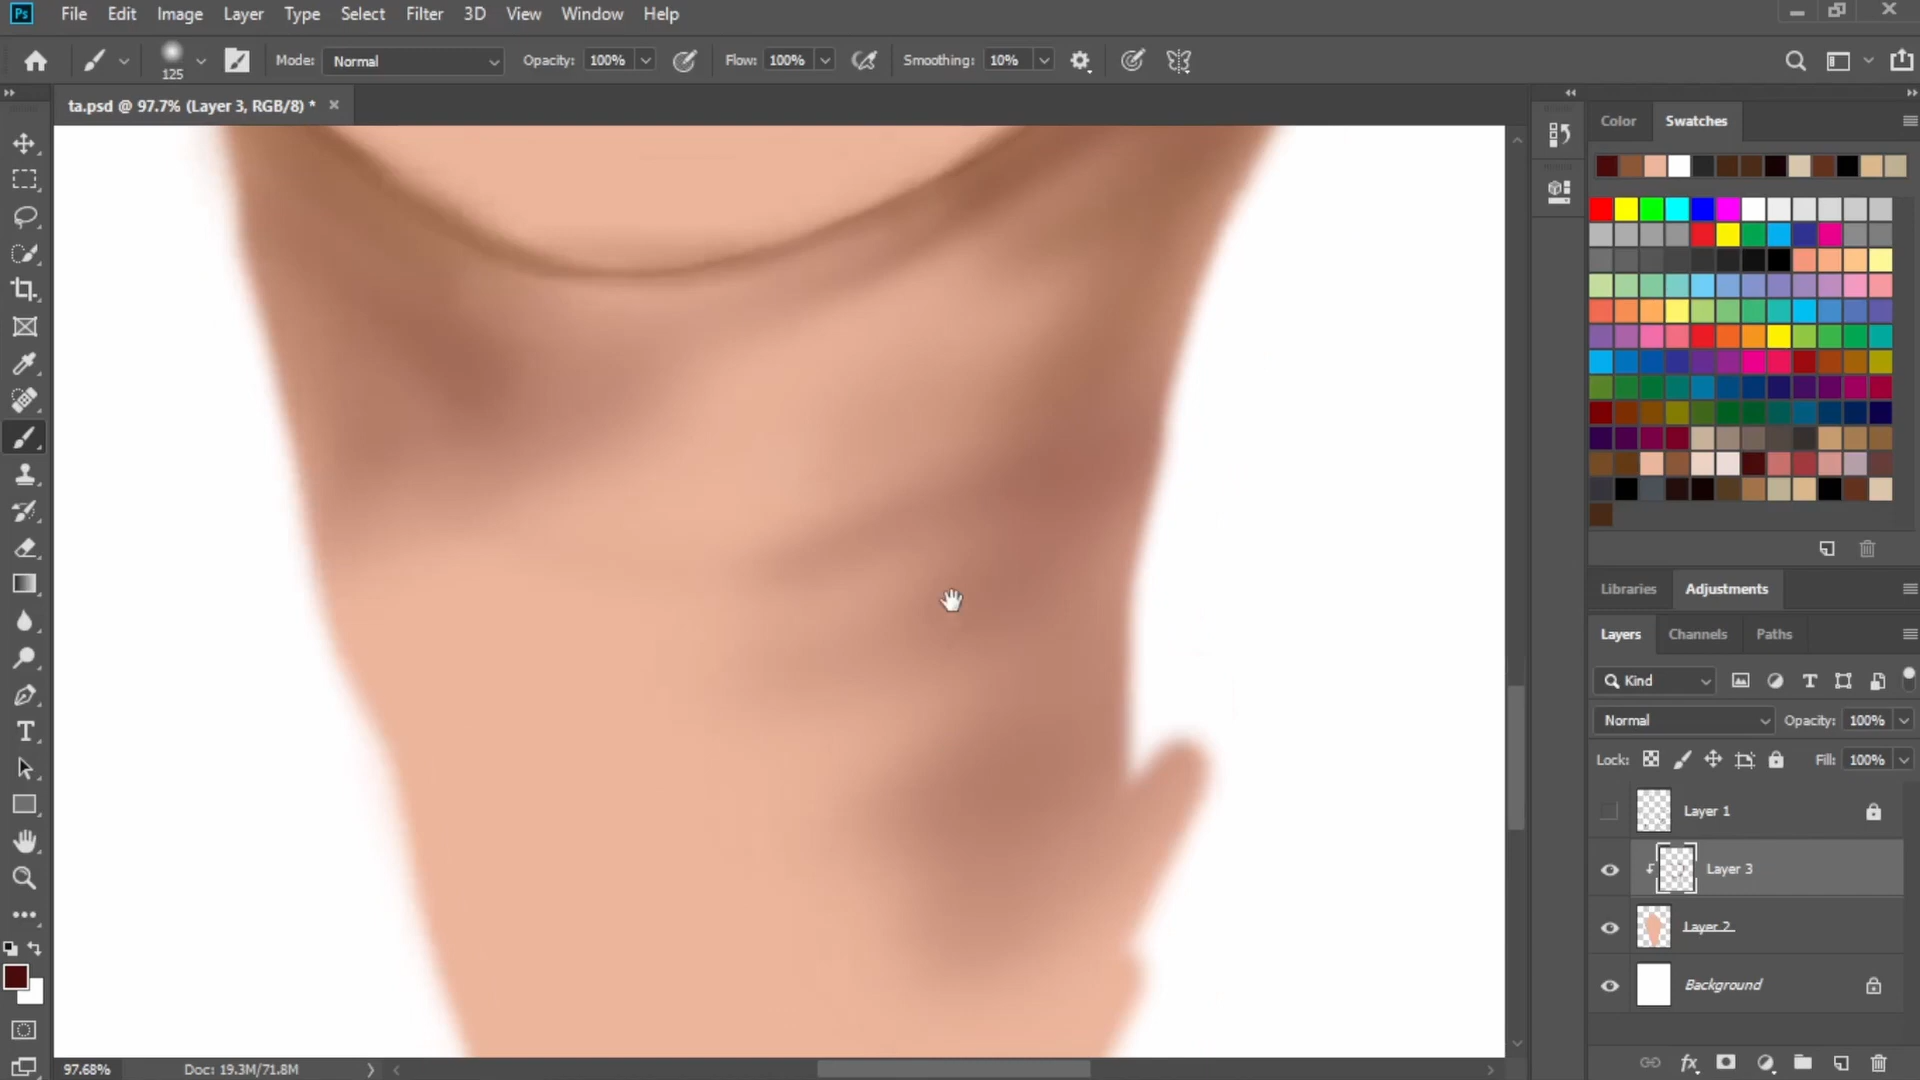 Ps File Edit Image Layer Type Select Filter 3D View Window Help
125 Mode: Normal Opacity: 100% Flow: 100% Smoothing: 10%
ta.psd @ 97.7% (Layer 3, RGB/8) *
Color Swatches
Libraries Adjustments
Layers Channels Paths
Kind
Normal Opacity: 100%
Lock: Fill: 100%
Layer 1
Layer 3
Layer 2
Background
97.68% Doc: 19.3M/71.8M